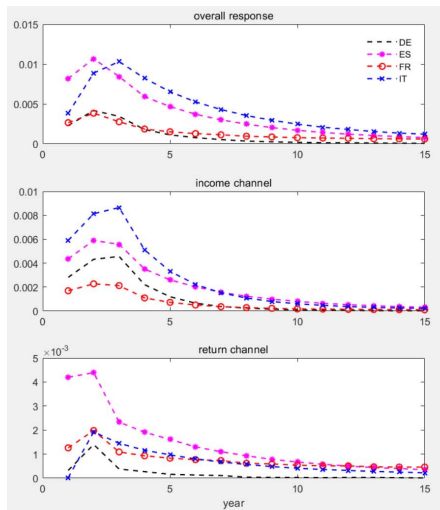 overall response
0.015
0.01
0.005
0
DE
ES
FR
IT
0 5 10 15
income channel
0.01
0.008
0.006
0.004
0.002
0
0 5 10 15
return channel
×10⁻³
5
4
3
2
1
0
0 5 10 15
year